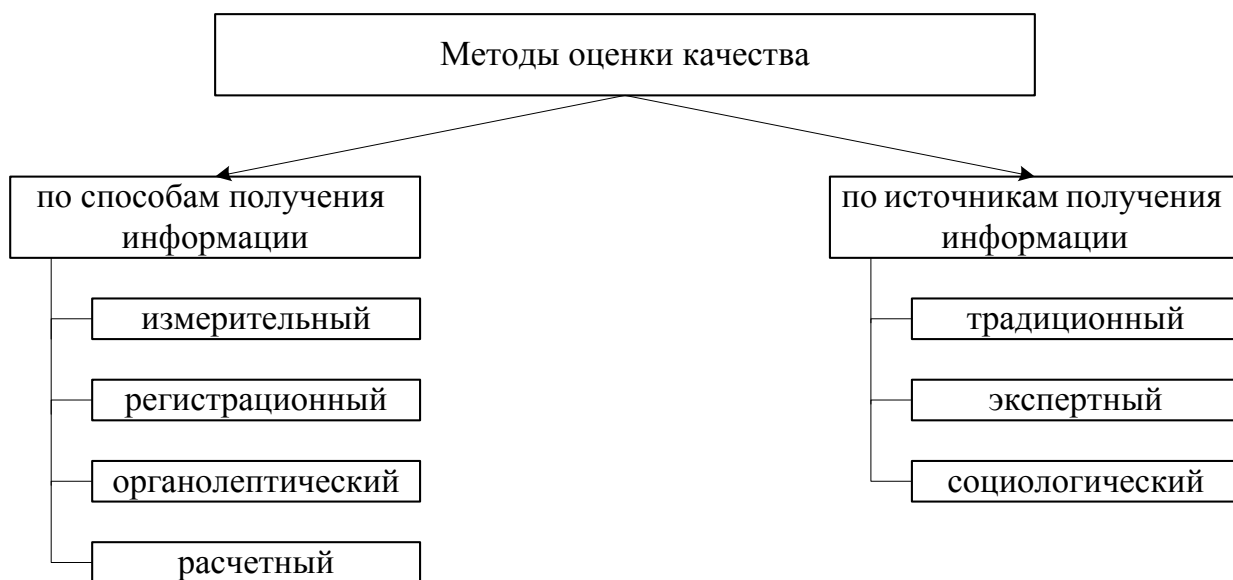 Методы оценки качества
по способам получения
информации
измерительный
регистрационный
органолептический
расчетный
по источникам получения
информации
традиционный
экспертный
социологический